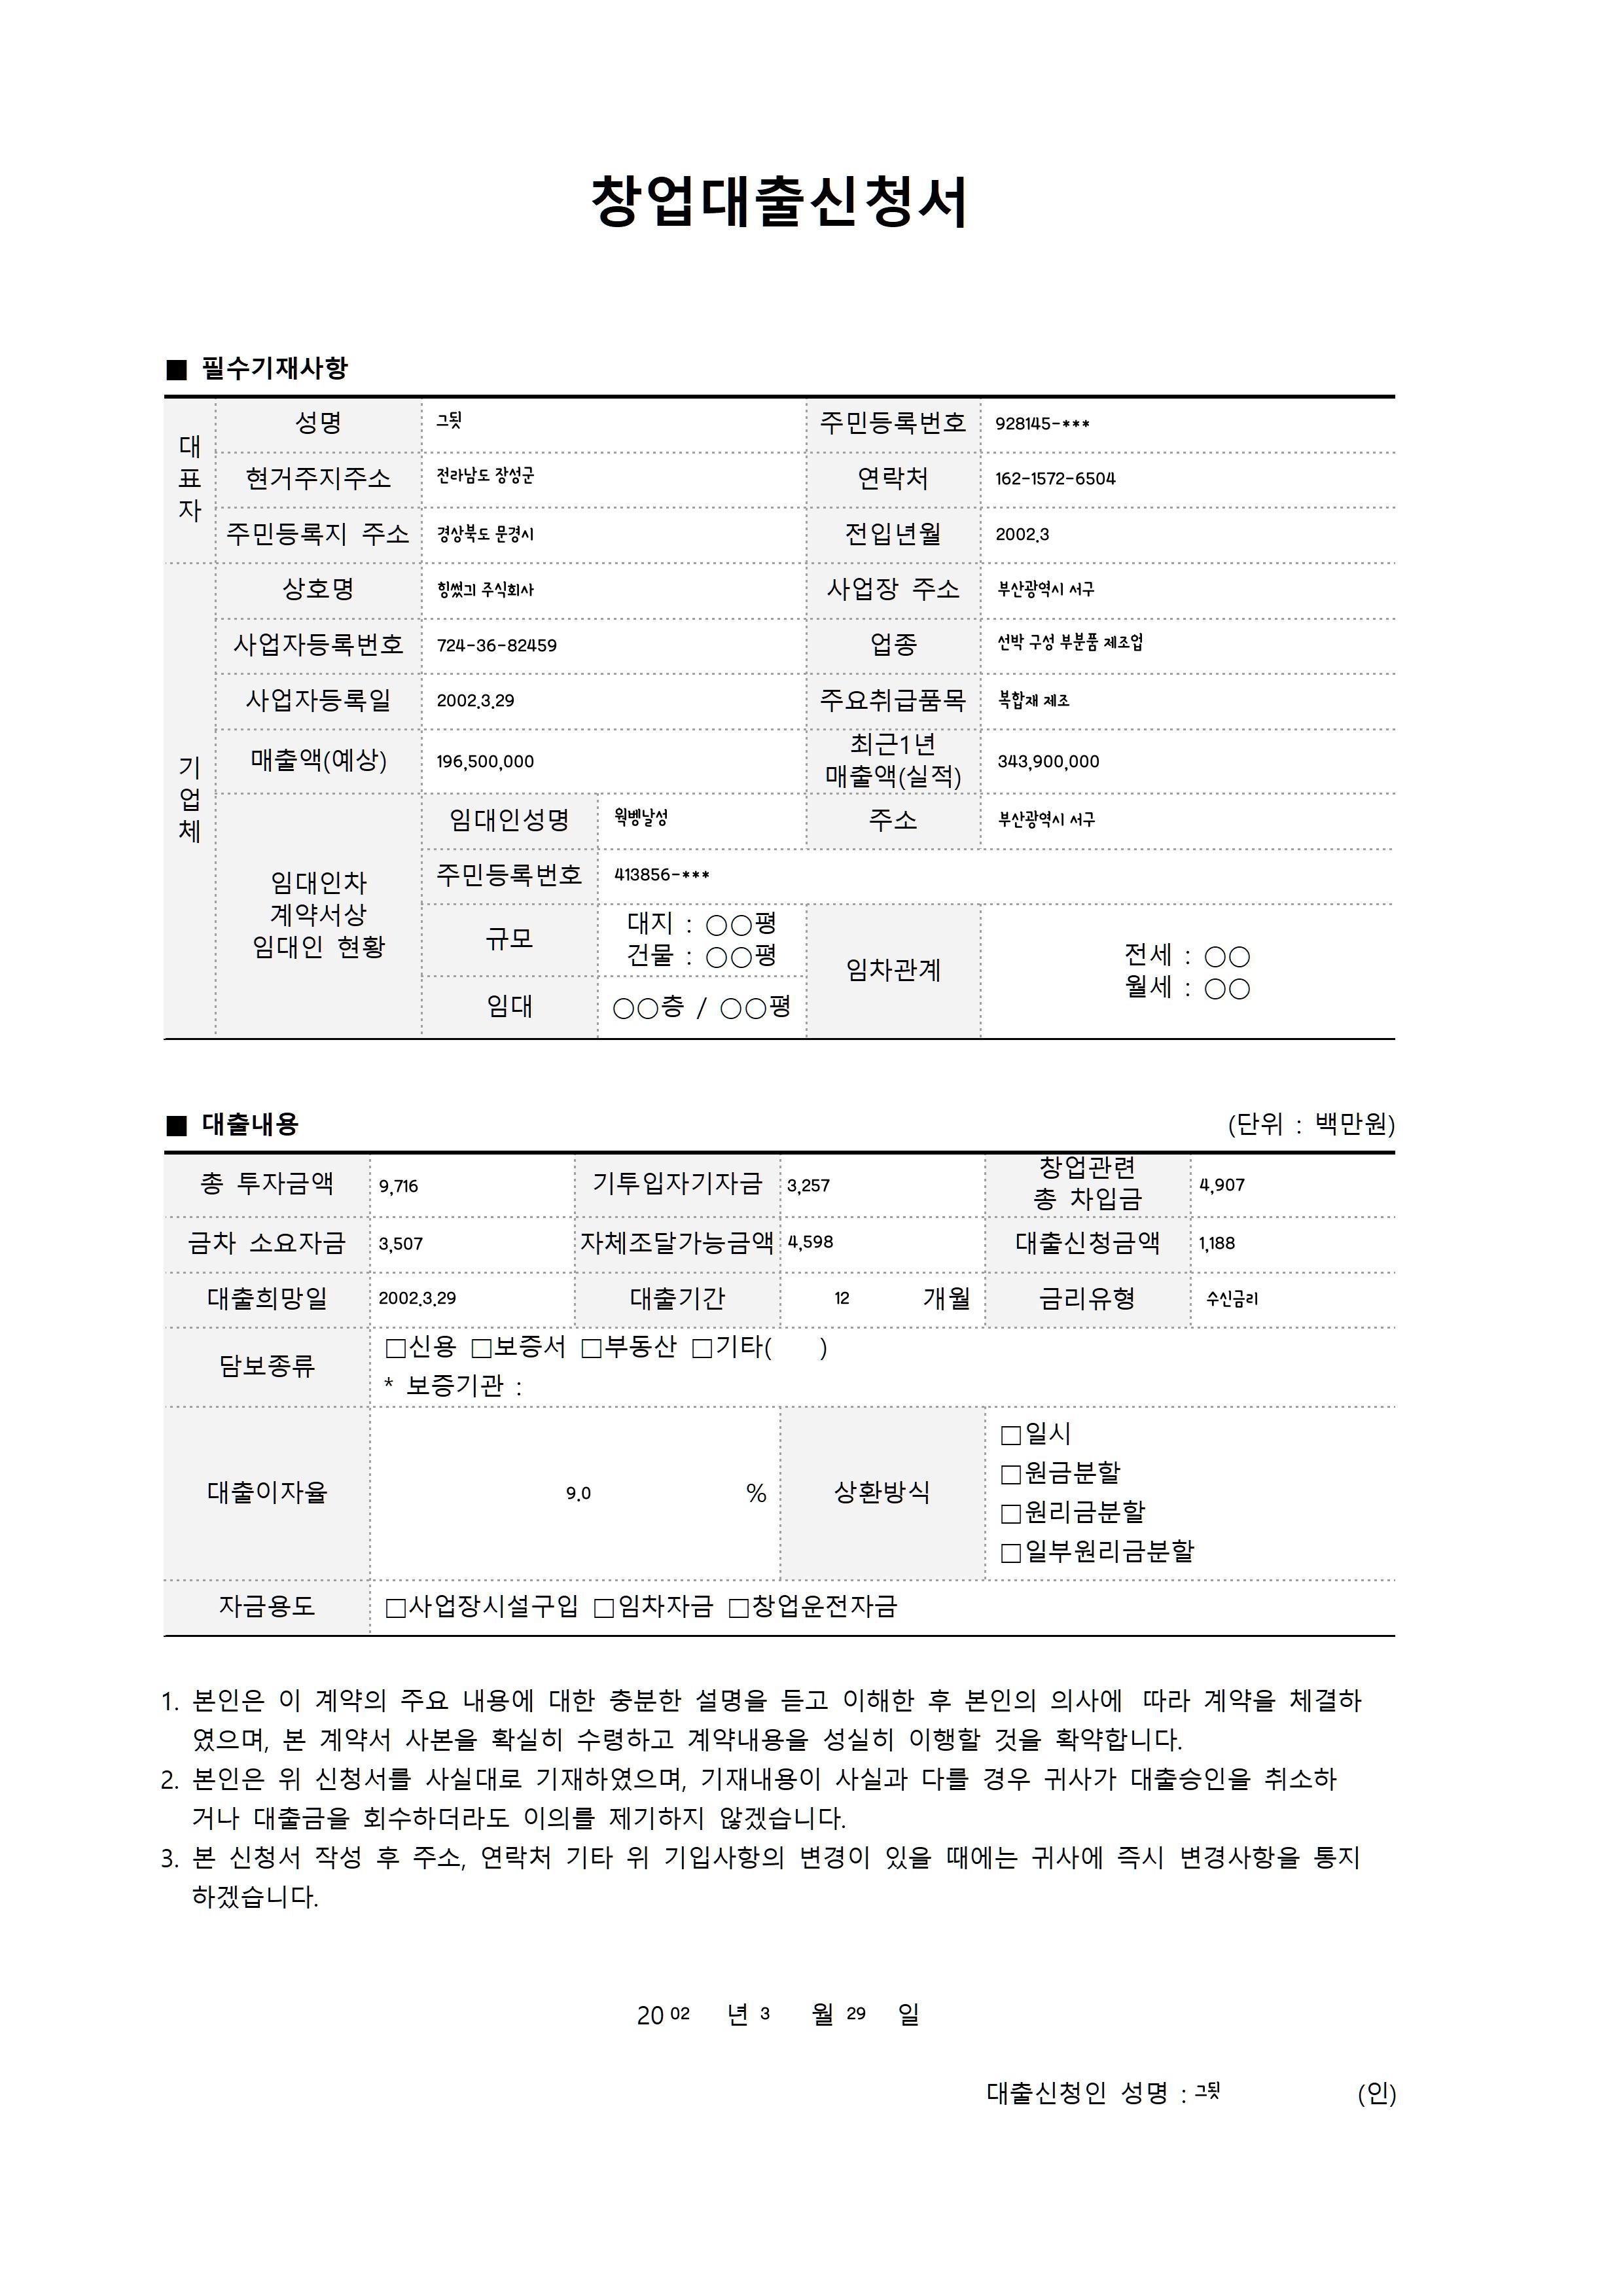 창업대출신청서
■ 필수기재사항
대표자
성명 그됫 주민등록번호 928145-***
현거주지주소 전라남도 장성군 연락처 162-1572-6504
주민등록지 주소 경상북도 문경시 전입년월 2002.3
기업체
상호명 힝썼긔 주식회사 사업장 주소 부산광역시 서구
사업자등록번호 724-36-82459 업종 선박 구성 부분품 제조업
사업자등록일 2002.3.29 주요취급품목 복합재 제조
매출액(예상) 196,500,000 최근1년 매출액(실적) 343,900,000
임대인차 계약서상 임대인 현황
임대인성명 웍벵날성 주소 부산광역시 서구
주민등록번호 413856-***
규모 대지 : ○○평
건물 : ○○평
임대 ○○층 / ○○평
임차관계 전세 : ○○
월세 : ○○
■ 대출내용 (단위 : 백만원)
총 투자금액 9,716 기투입자기자금 3,257 창업관련 총 차입금 4,907
금차 소요자금 3,507 자체조달가능금액 4,598 대출신청금액 1,188
대출희망일 2002.3.29 대출기간 12 개월 금리유형 수신금리
담보종류 □신용 □보증서 □부동산 □기타( )
* 보증기관 :
대출이자율 9.0 % 상환방식
□일시
□원금분할
□원리금분할
□일부원리금분할
자금용도 □사업장시설구입 □임차자금 □창업운전자금
1. 본인은 이 계약의 주요 내용에 대한 충분한 설명을 듣고 이해한 후 본인의 의사에 따라 계약을 체결하
였으며, 본 계약서 사본을 확실히 수령하고 계약내용을 성실히 이행할 것을 확약합니다.
2. 본인은 위 신청서를 사실대로 기재하였으며, 기재내용이 사실과 다를 경우 귀사가 대출승인을 취소하
거나 대출금을 회수하더라도 이의를 제기하지 않겠습니다.
3. 본 신청서 작성 후 주소, 연락처 기타 위 기입사항의 변경이 있을 때에는 귀사에 즉시 변경사항을 통지
하겠습니다.
20 02 년 3 월 29 일
대출신청인 성명 : 그됫 (인)